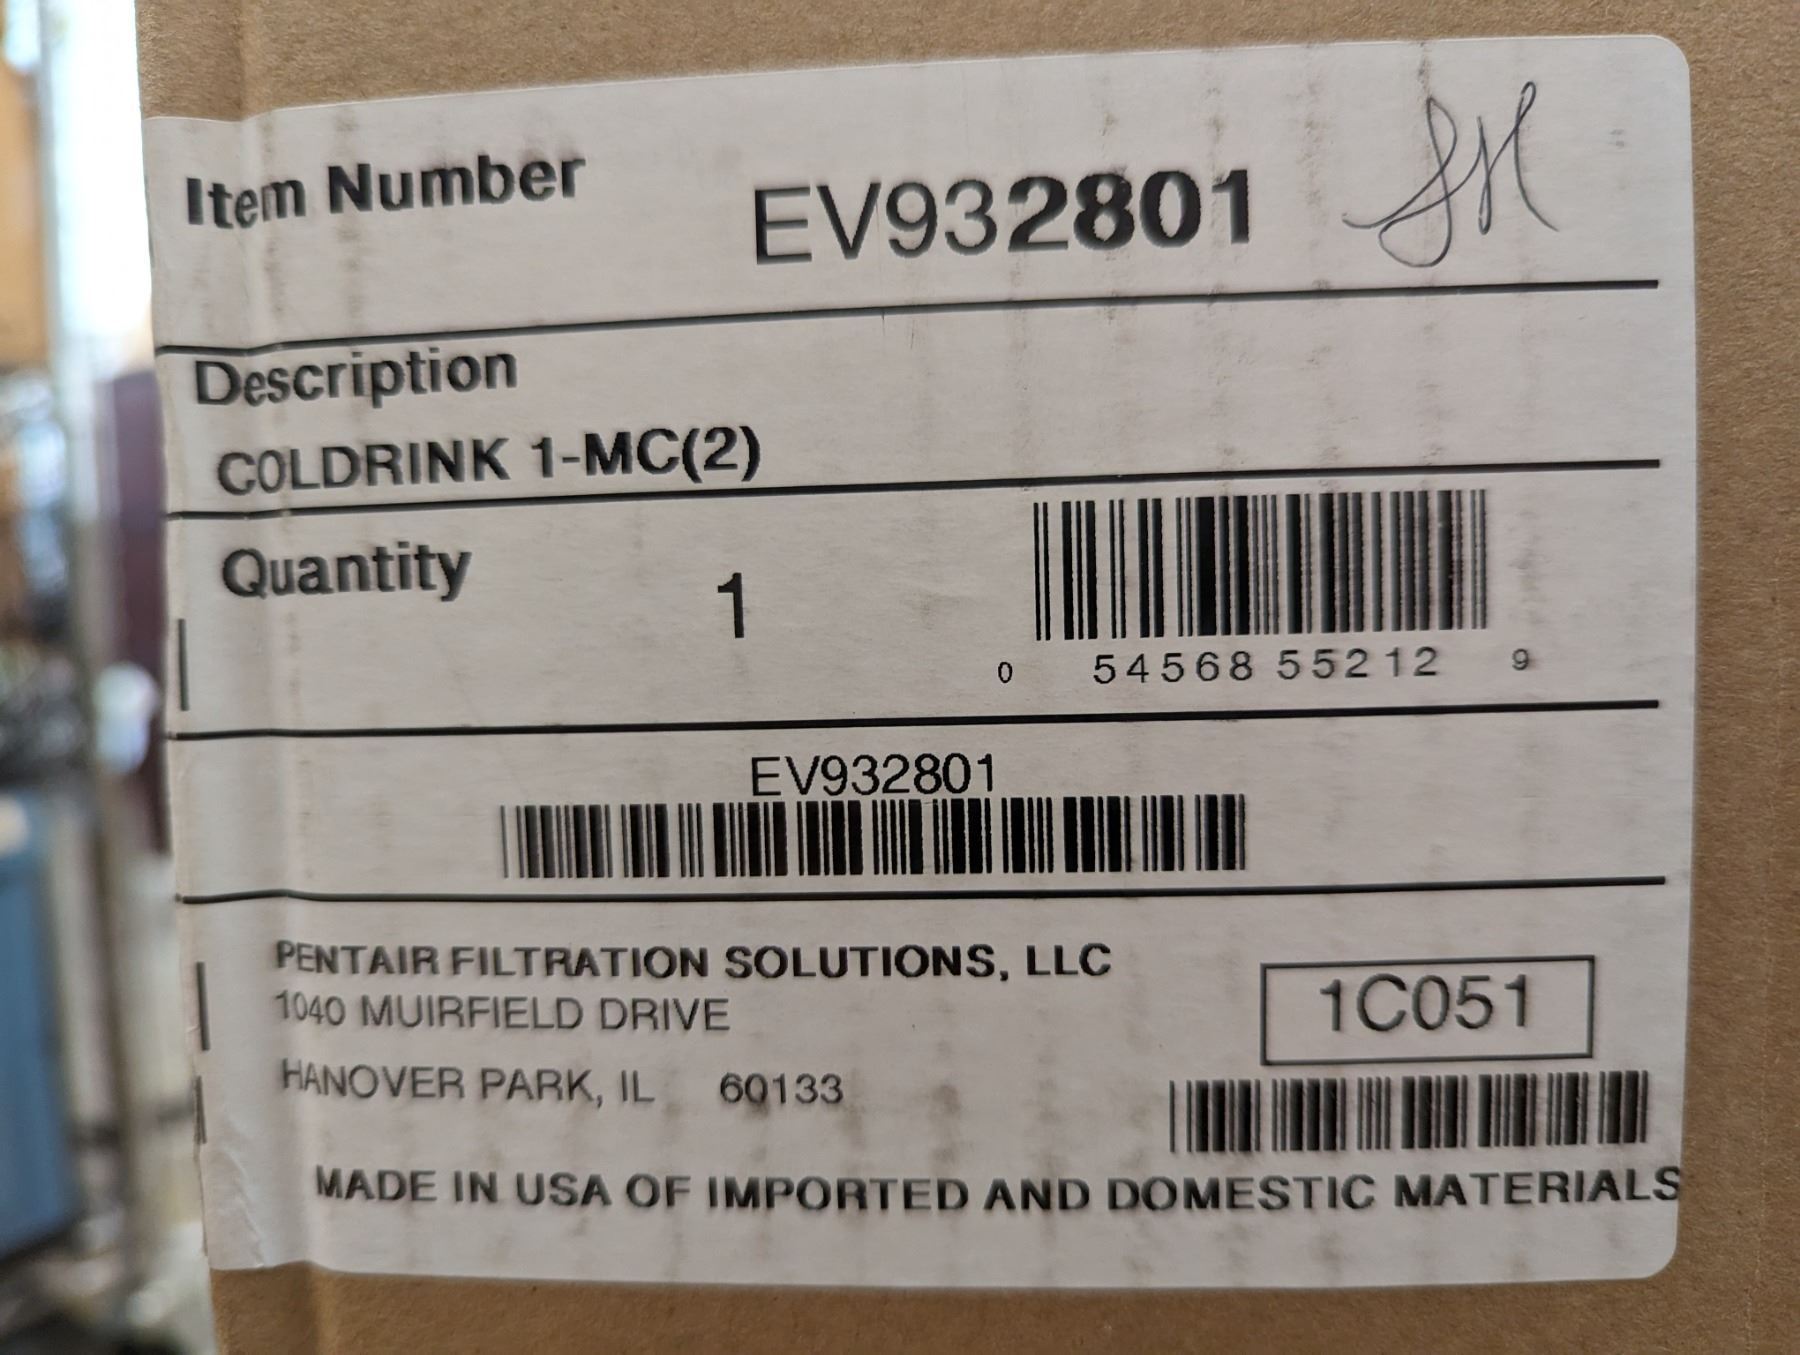 Item Number EV932801
Description
COLDRINK 1-MC(2)
Quantity 1
0 54568 55212 9
EV932801
PENTAIR FILTRATION SOLUTIONS, LLC
1040 MUIRFIELD DRIVE
HANOVER PARK, IL 60133
1C051
MADE IN USA OF IMPORTED AND DOMESTIC MATERIALS